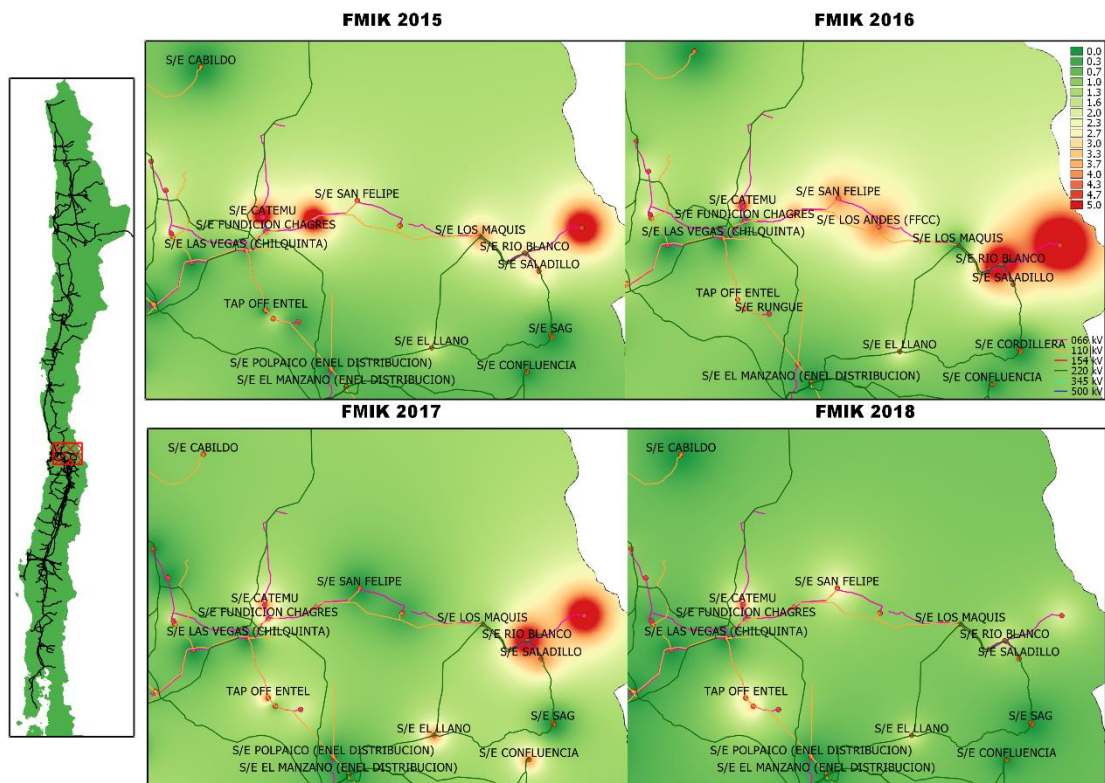 FMIK 2015
FMIK 2016
S/E CABILDO
S/E SAN FELIPE
S/E CATEMU
S/E FUNDICION CHAGRES
S/E LAS VEGAS (CHILQUINTA)
S/E LOS MAQUIS
S/E RIO BLANCO
S/E SALADILLO
TAP OFF ENTEL
S/E EL LLANO
S/E SAG
S/E POLPAICO (ENEL DISTRIBUCION)
S/E CONFLUENCIA
S/E EL MANZANO (ENEL DISTRIBUCION)
S/E SAN FELIPE
S/E CATEMU
S/E FUNDICION CHAGRES
S/E LOS ANDES (FFCC)
S/E LAS VEGAS (CHILQUINTA)
S/E LOS MAQUIS
S/E RIO BLANCO
S/E SALADILLO
TAP OFF ENTEL
S/E RUNGUE
S/E EL LLANO
S/E CORDILLERA
S/E EL MANZANO (ENEL DISTRIBUCION)
S/E CONFLUENCIA
0.0
0.3
0.7
1.0
1.3
1.6
2.0
2.3
2.7
3.0
3.3
3.7
4.0
4.3
4.7
5.0
066 kV
110 kV
154 kV
220 kV
345 kV
500 kV
FMIK 2017
FMIK 2018
S/E CABILDO
S/E SAN FELIPE
S/E CATEMU
S/E FUNDICION CHAGRES
S/E LAS VEGAS (CHILQUINTA)
S/E LOS MAQUIS
S/E RIO BLANCO
S/E SALADILLO
TAP OFF ENTEL
S/E EL LLANO
S/E SAG
S/E POLPAICO (ENEL DISTRIBUCION)
S/E CONFLUENCIA
S/E EL MANZANO (ENEL DISTRIBUCION)
S/E CABILDO
S/E SAN FELIPE
S/E CATEMU
S/E FUNDICION CHAGRES
S/E LAS VEGAS (CHILQUINTA)
S/E LOS MAQUIS
S/E RIO BLANCO
S/E SALADILLO
TAP OFF ENTEL
S/E EL LLANO
S/E SAG
S/E POLPAICO (ENEL DISTRIBUCION)
S/E CONFLUENCIA
S/E EL MANZANO (ENEL DISTRIBUCION)